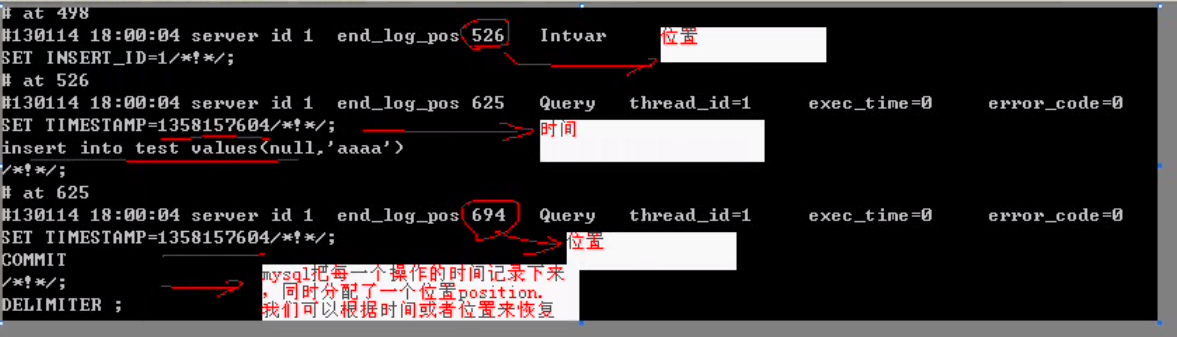 # at 498
#130114 18:00:04 server id 1  end_log_pos 526   Intvar
位置
SET INSERT_ID=1/*!*/;
# at 526
#130114 18:00:04 server id 1  end_log_pos 625   Query   thread_id=1     exec_time=0     error_code=0
SET TIMESTAMP=1358157604/*!*/;
时间
insert into test values(null,'aaaa')
/*!*/;
# at 625
#130114 18:00:04 server id 1  end_log_pos 694   Query   thread_id=1     exec_time=0     error_code=0
SET TIMESTAMP=1358157604/*!*/;
位置
COMMIT
/*!*/;
DELIMITER ;
mysql把每一个操作的时间记录下来
，同时分配了一个位置position.
我们可以根据时间或者位置来恢复